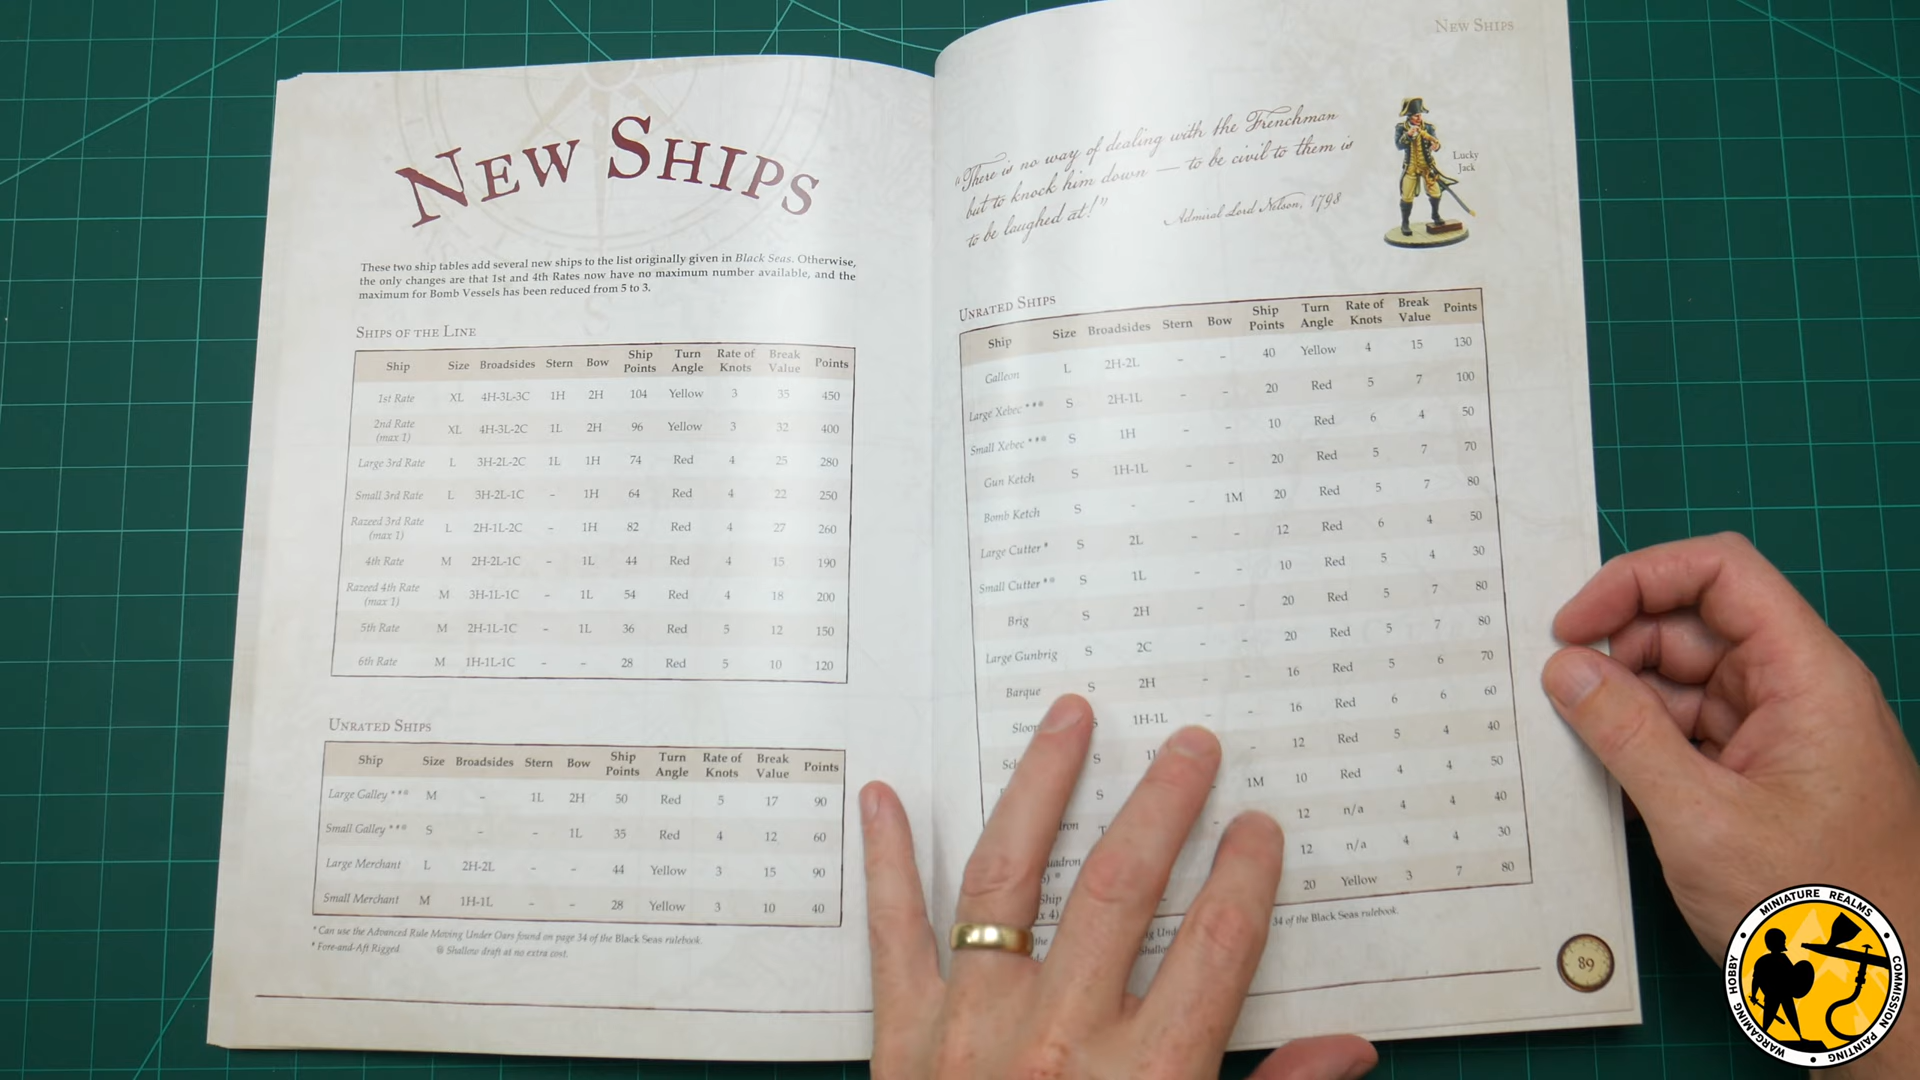 NEW SHIPS
These two ship tables add several new ships to the list originally given in Black Seas. Otherwise,
the only changes are that 1st and 4th Rates now have no maximum number available, and the
maximum for Bomb Vessels has been reduced from 5 to 3.
SHIPS OF THE LINE
Ship Size Broadsides Stern Bow Ship Points Turn Angle Rate of Knots Break Value Points
1st Rate XL 4H-3L-3C 1H 2H 104 Yellow 3 35 450
2nd Rate (max 1) XL 4H-3L-2C 1L 2H 96 Yellow 3 32 400
Large 3rd Rate L 3H-2L-2C 1L 1H 74 Red 4 25 280
Small 3rd Rate L 3H-2L-1C - 1H 64 Red 4 22 250
Razeed 3rd Rate (max 1) L 2H-1L-2C - 1H 82 Red 4 27 260
4th Rate M 2H-2L-1C - 1L 44 Red 4 15 190
Razeed 4th Rate (max 1) M 3H-1L-1C - 1L 54 Red 4 18 200
5th Rate M 2H-1L-1C - 1L 36 Red 5 12 150
6th Rate M 1H-1L-1C - - 28 Red 5 10 120
UNRATED SHIPS
Ship Size Broadsides Stern Bow Ship Points Turn Angle Rate of Knots Break Value Points
Large Galley M - 1L 2H 50 Red 5 17 90
Small Galley S - - 1L 35 Red 4 12 60
Large Merchant L 2H-2L - - 44 Yellow 3 15 90
Small Merchant M 1H-1L - - 28 Yellow 3 10 40
* Can use the Advanced Rule Moving Under Oars found on page 34 of the Black Seas rulebook.
Fore-and-Aft Rigged @ Shallow draft at no extra cost.
NEW SHIPS
"There is no way of dealing with the Frenchman
but to knock him down — to be civil to them is
to be laughed at!"
Admiral Lord Nelson, 1798
Lucky
Jack
UNRATED SHIPS
Ship Size Broadsides Stern Bow Ship Points Turn Angle Rate of Knots Break Value Points
Galleon L 2H-2L - - 40 Yellow 4 15 130
Large Xebec S 2H-1L - - 20 Red 5 7 100
Small Xebec S 1H - - 10 Red 6 4 50
Gun Ketch S 1H-1L - - 20 Red 5 7 70
Bomb Ketch S - - 1M 20 Red 5 7 80
Large Cutter * S 2L - - 12 Red 6 4 50
Small Cutter S 1L - - 10 Red 5 4 30
Brig S 2H - - 20 Red 5 7 80
Large Gunbrig S 2C - - 20 Red 5 7 80
Barque S 2H - - 16 Red 5 6 70
1H-1L - - 16 Red 6 6 60
S - 12 Red 5 4 40
S - 1M 10 Red 4 4 50
- 12 n/a 4 4 40
12 n/a 4 4 30
20 Yellow 3 7 80
34 of the Black Seas rulebook.
89
MINIATURE REALMS
WARGAMING HOBBY
COMMISSION PAINTING